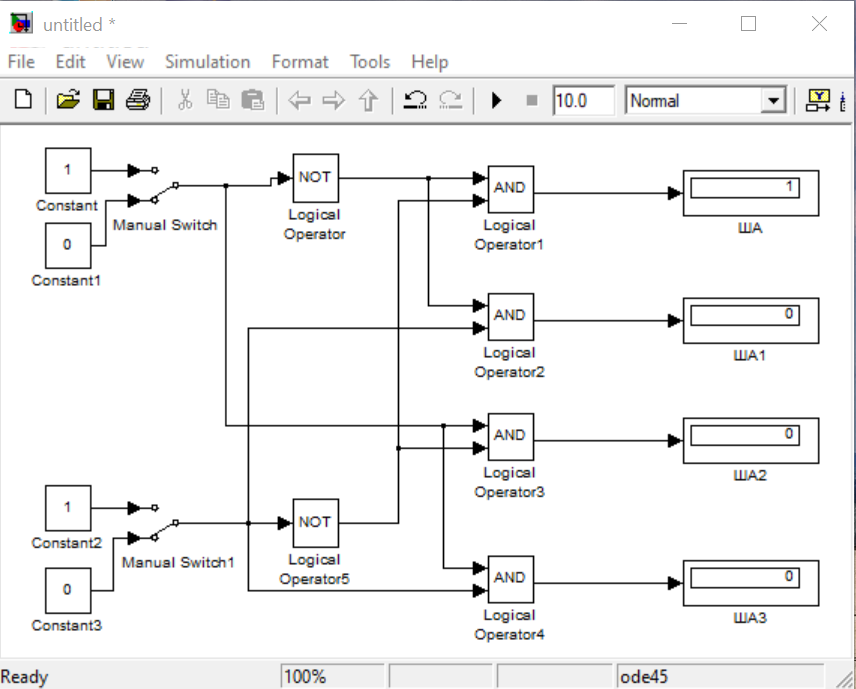 untitled *
File Edit View Simulation Format Tools Help
10.0 Normal
1
Constant
0
Constant1
Manual Switch
NOT
Logical
Operator
AND
Logical
Operator1
1
ША
AND
Logical
Operator2
0
ША1
AND
Logical
Operator3
0
ША2
1
Constant2
0
Constant3
Manual Switch1
NOT
Logical
Operator5
AND
Logical
Operator4
0
ША3
Ready 100% ode45